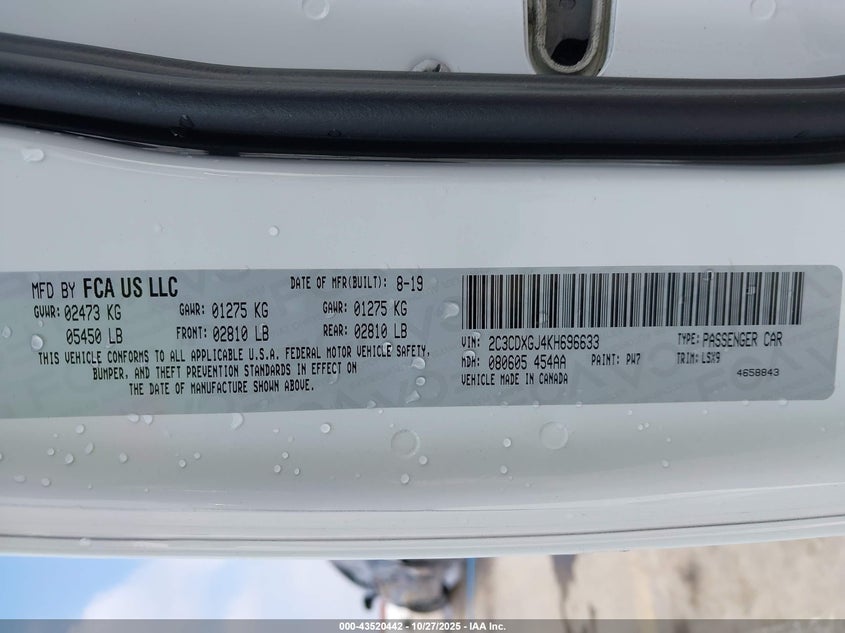 MFD BY FCA US LLC DATE OF MFR(BUILT): 8-19
GVWR: 02473 KG GAWR: 01275 KG GAWR: 01275 KG
05450 LB FRONT: 02810 LB REAR: 02810 LB
THIS VEHICLE CONFORMS TO ALL APPLICABLE U.S.A. FEDERAL MOTOR VEHICLE SAFETY,
BUMPER, AND THEFT PREVENTION STANDARDS IN EFFECT ON
THE DATE OF MANUFACTURE SHOWN ABOVE.
VIN: 2C3CDXGJ4KH696633 TYPE: PASSENGER CAR
MDH: 080605 454AA PAINT: PW7 TRIM: LSX9
VEHICLE MADE IN CANADA 4658843
000-43520442 - 10/27/2025 - IAA Inc.